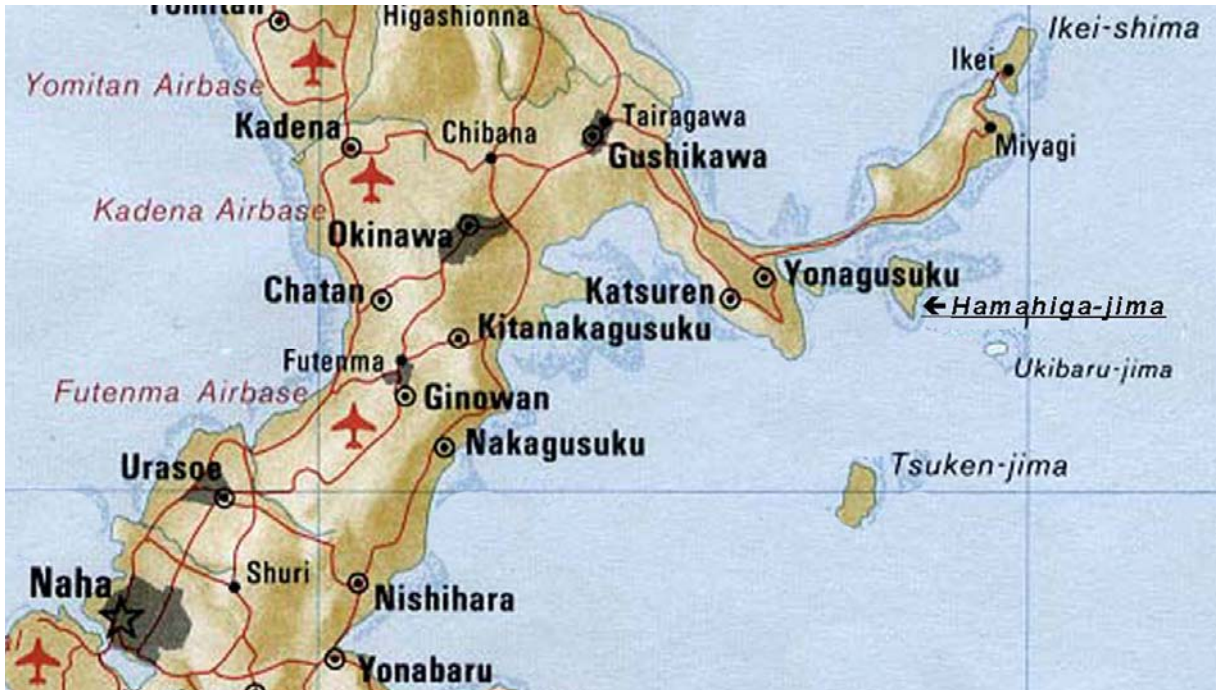 Yomitan
Higashionna
Ikei-shima
Ikei
Yomitan Airbase
Tairagawa
Kadena
Chibana
Gushikawa
Miyagi
Kadena Airbase
Okinawa
Yonagusuku
Chatan
Katsuren
←Hamahiga-jima
Kitanakagusuku
Futenma
Ukibaru-jima
Futenma Airbase
Ginowan
Nakagusuku
Urasoe
Tsuken-jima
Naha
Shuri
Nishihara
Yonabaru